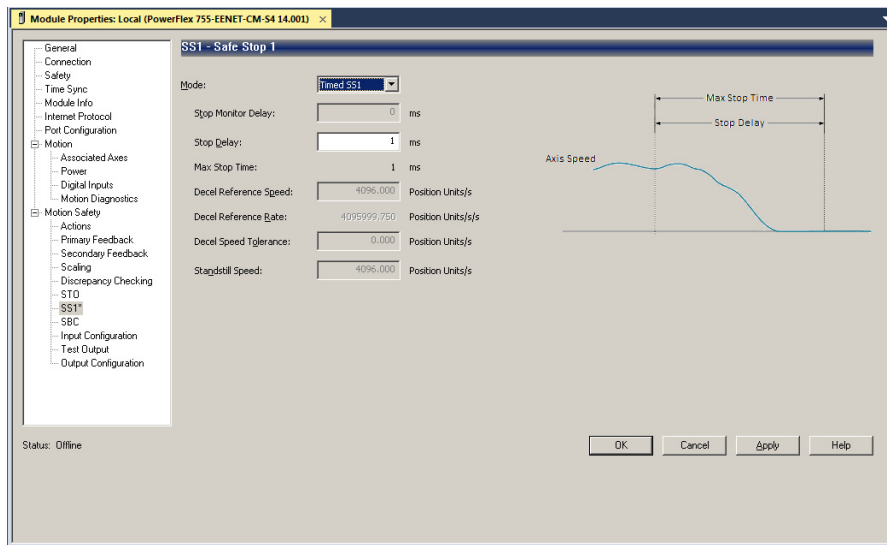 Module Properties: Local (PowerFlex 755-EENET-CM-S4 14.001) ×
General
Connection
Safety
Time Sync
Module Info
Internet Protocol
Port Configuration
Motion
Associated Axes
Power
Digital Inputs
Motion Diagnostics
Motion Safety
Actions
Primary Feedback
Secondary Feedback
Scaling
Discrepancy Checking
STO
SS1*
SBC
Input Configuration
Test Output
Output Configuration
SS1 - Safe Stop 1
Mode: Timed SS1
Stop Monitor Delay: 0 ms
Stop Delay: 1 ms
Max Stop Time: 1 ms
Decel Reference Speed: 4096.000 Position Units/s
Decel Reference Rate: 4095999.750 Position Units/s/s
Decel Speed Tolerance: 0.000 Position Units/s
Standstill Speed: 4096.000 Position Units/s
Max Stop Time
Stop Delay
Axis Speed
Status: Offline
OK Cancel Apply Help